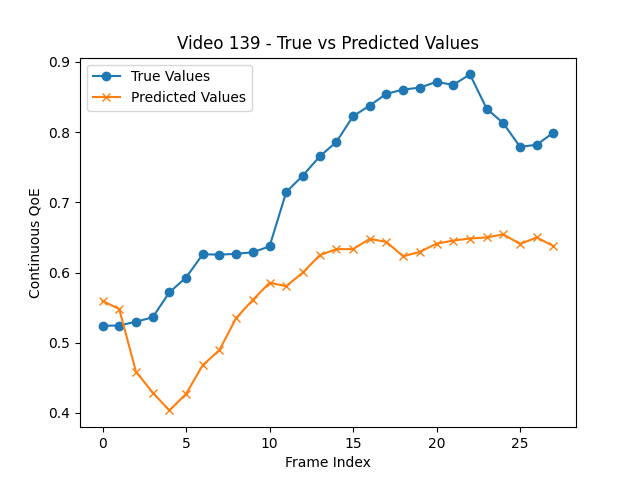 Video 139 - True vs Predicted Values
True Values
Predicted Values
Continuous QoE
0.9
0.8
0.7
0.6
0.5
0.4
0 5 10 15 20 25
Frame Index